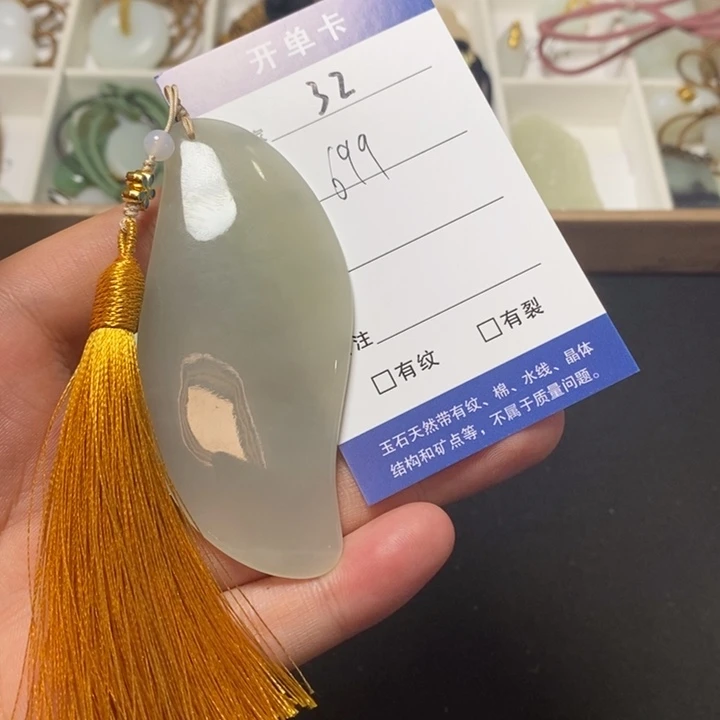 开单卡
32
699
注
□有纹 □有裂
玉石天然带有纹、棉、水线、晶体
结构和矿点等，不属于质量问题。